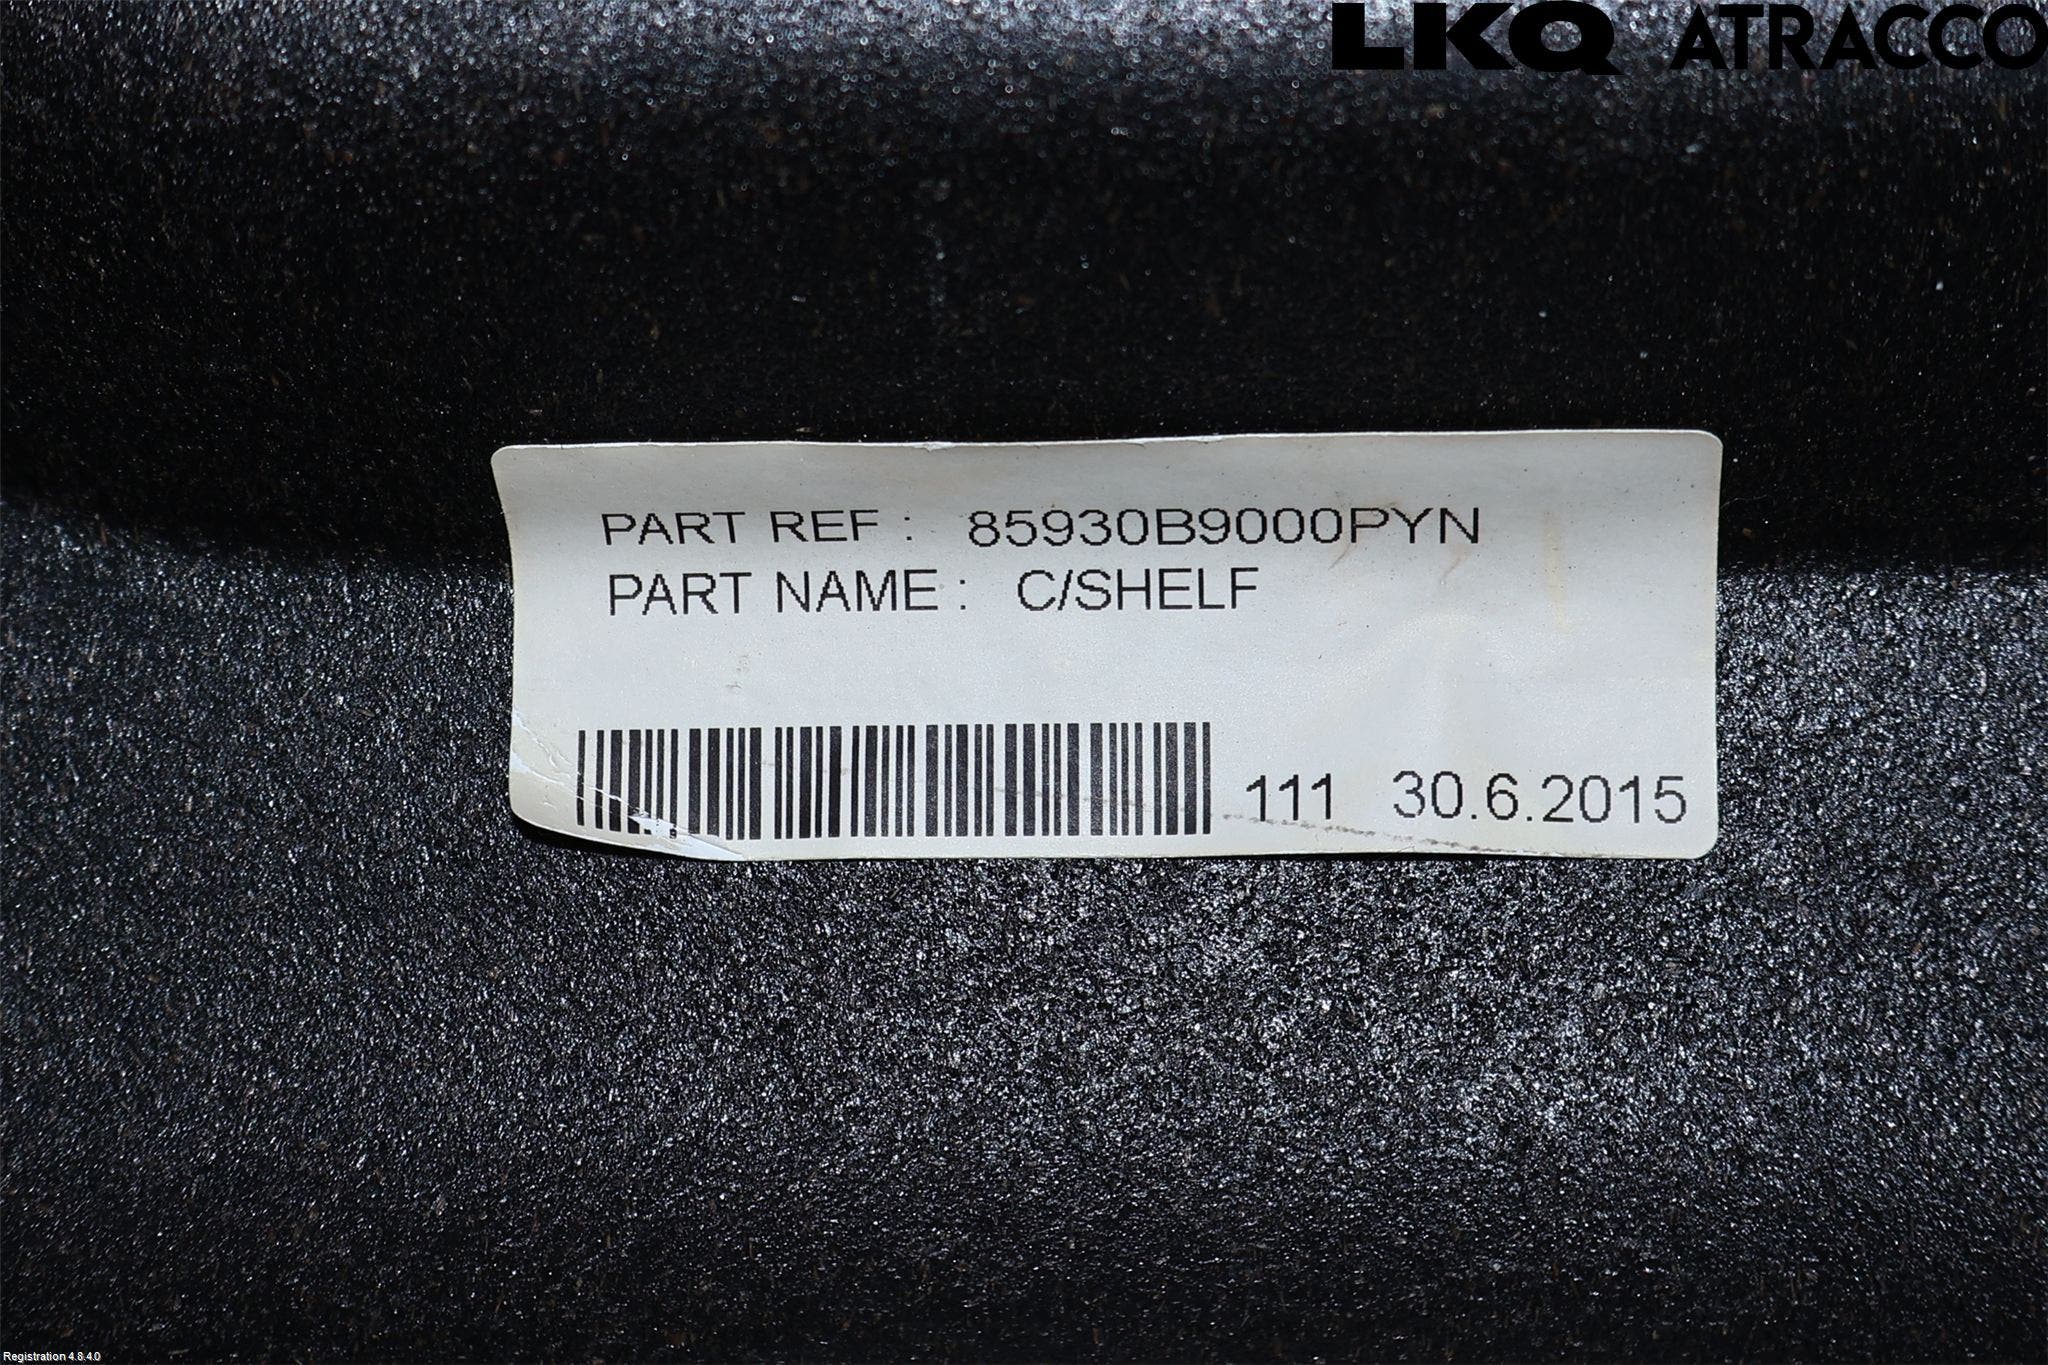 LKQ ATRACCO
PART REF : 85930B9000PYN
PART NAME : C/SHELF
111 30.6.2015
Registration 4.8.4.0